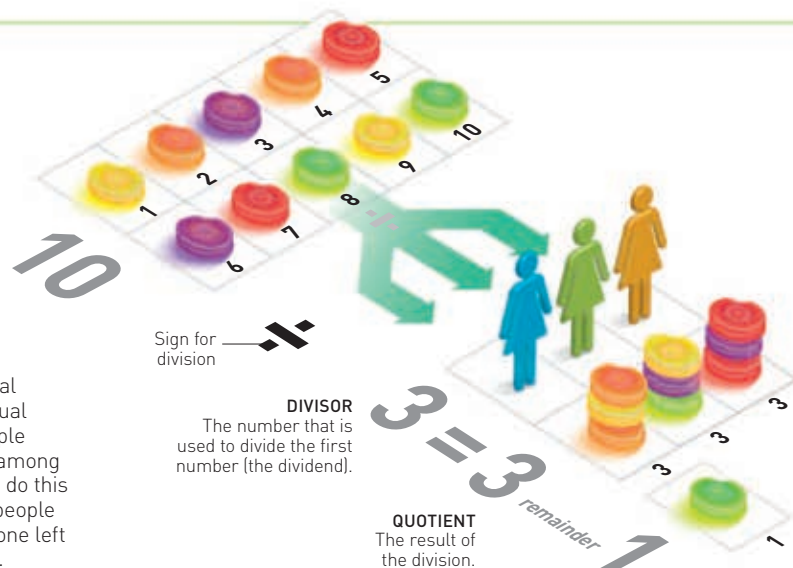 5
4
3
2
1
10
9
8
7
6
10
÷
Sign for
division
DIVISOR
The number that is
used to divide the first
number (the dividend).
3 = 3 remainder 1
3
3
3
1
QUOTIENT
The result of
the division.
al
ual
ole
among
do this
people
one left